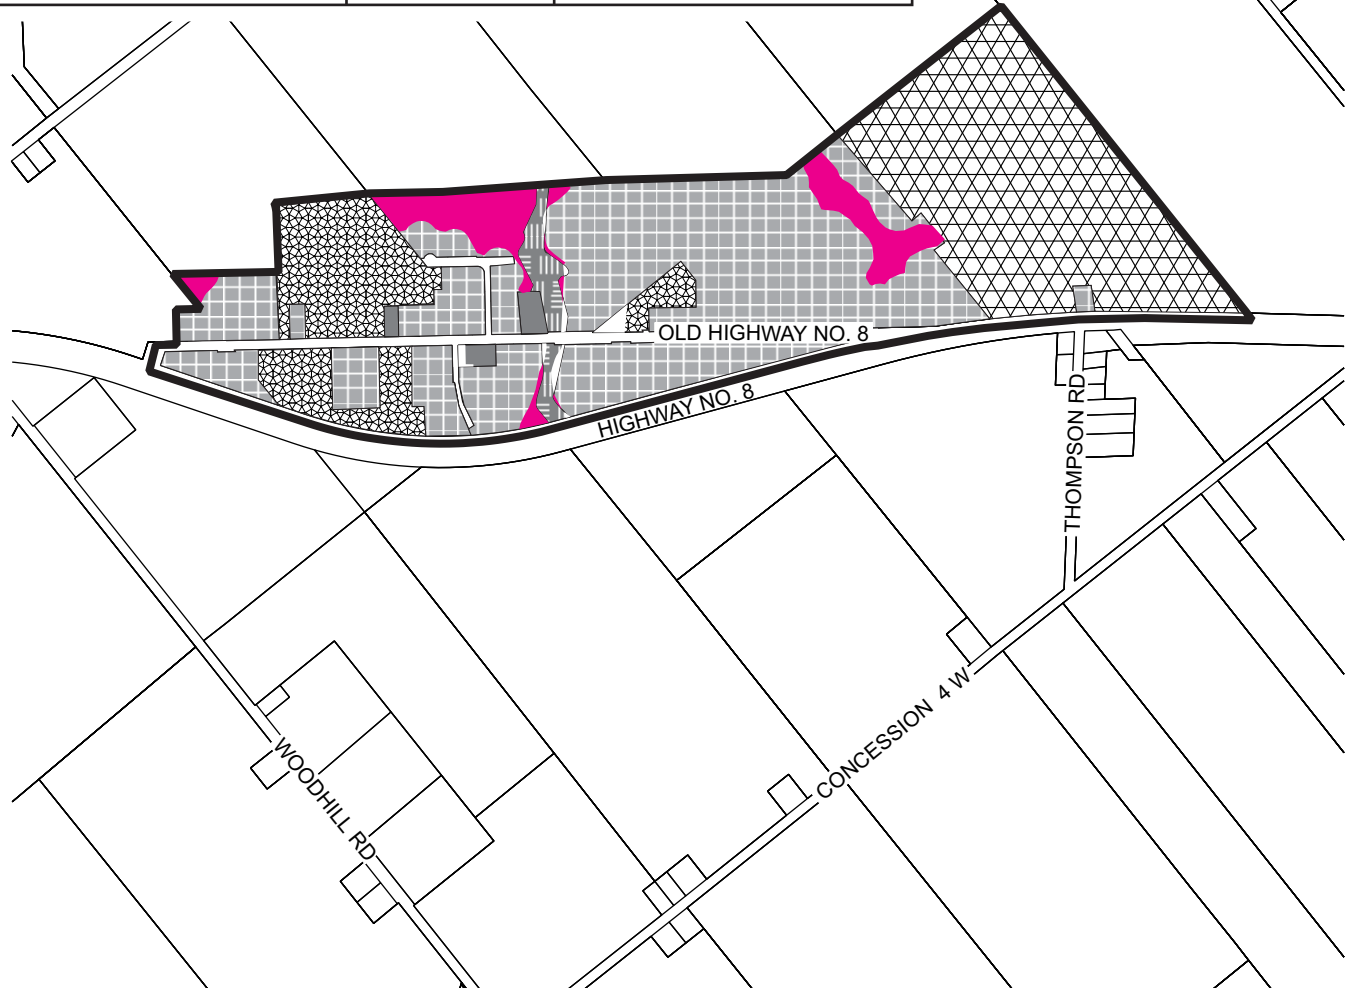 OLD HIGHWAY NO. 8
HIGHWAY NO. 8
THOMPSON RD
CONCESSION 4 W
WOODHILL RD